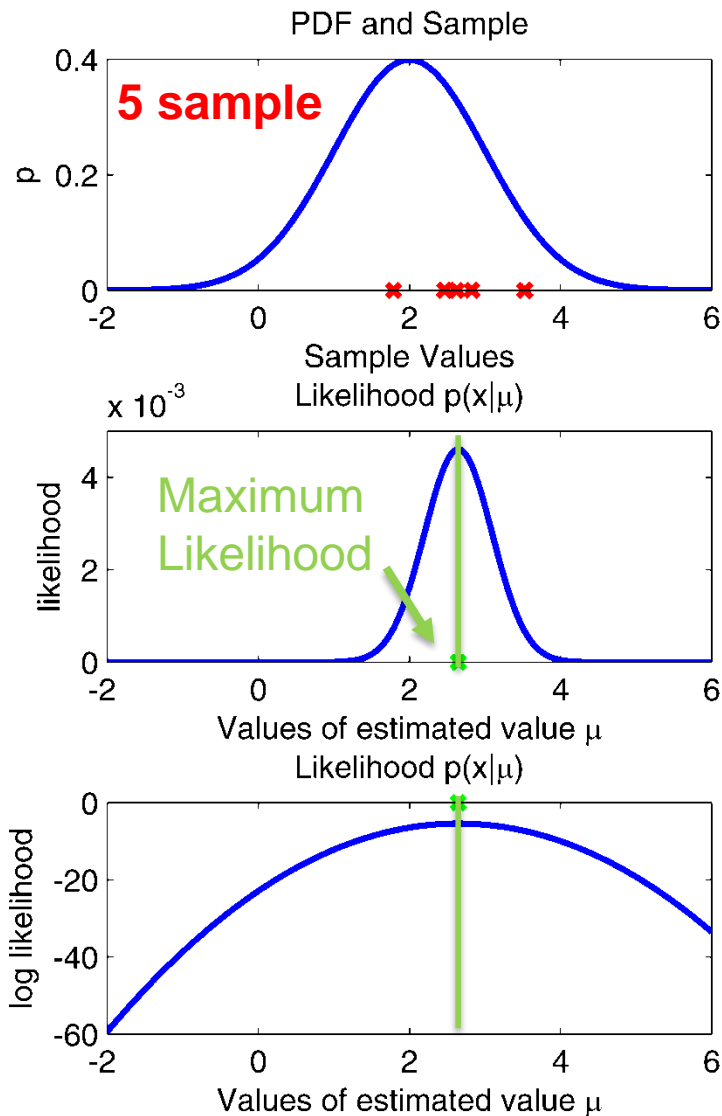 PDF and Sample
0.4
5 sample
p
0.2
0
-2 0 2 4 6
Sample Values
x 10^-3
Likelihood p(x|μ)
4
Maximum
Likelihood
likelihood
2
0
-2 0 2 4 6
Values of estimated value μ
Likelihood p(x|μ)
0
log likelihood
-20
-40
-60
-2 0 2 4 6
Values of estimated value μ